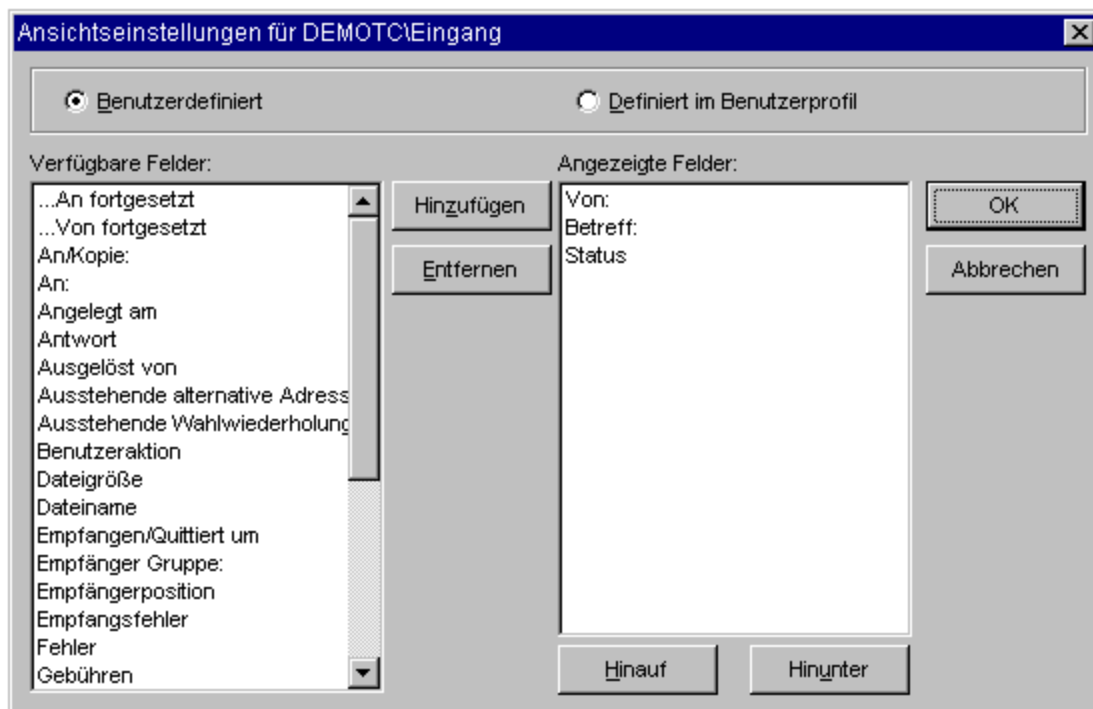 Ansichtseinstellungen für DEMOTC\Eingang
Benutzerdefiniert
Definiert im Benutzerprofil
Verfügbare Felder:
...An fortgesetzt
...Von fortgesetzt
An/Kopie:
An:
Angelegt am
Antwort
Ausgelöst von
Ausstehende alternative Adress
Ausstehende Wahlwiederholung
Benutzeraktion
Dateigröße
Dateiname
Empfangen/Quittiert um
Empfänger Gruppe:
Empfängerposition
Empfangsfehler
Fehler
Gebühren
Hinzufügen
Entfernen
Angezeigte Felder:
Von:
Betreff:
Status
Hinauf
Hinunter
OK
Abbrechen